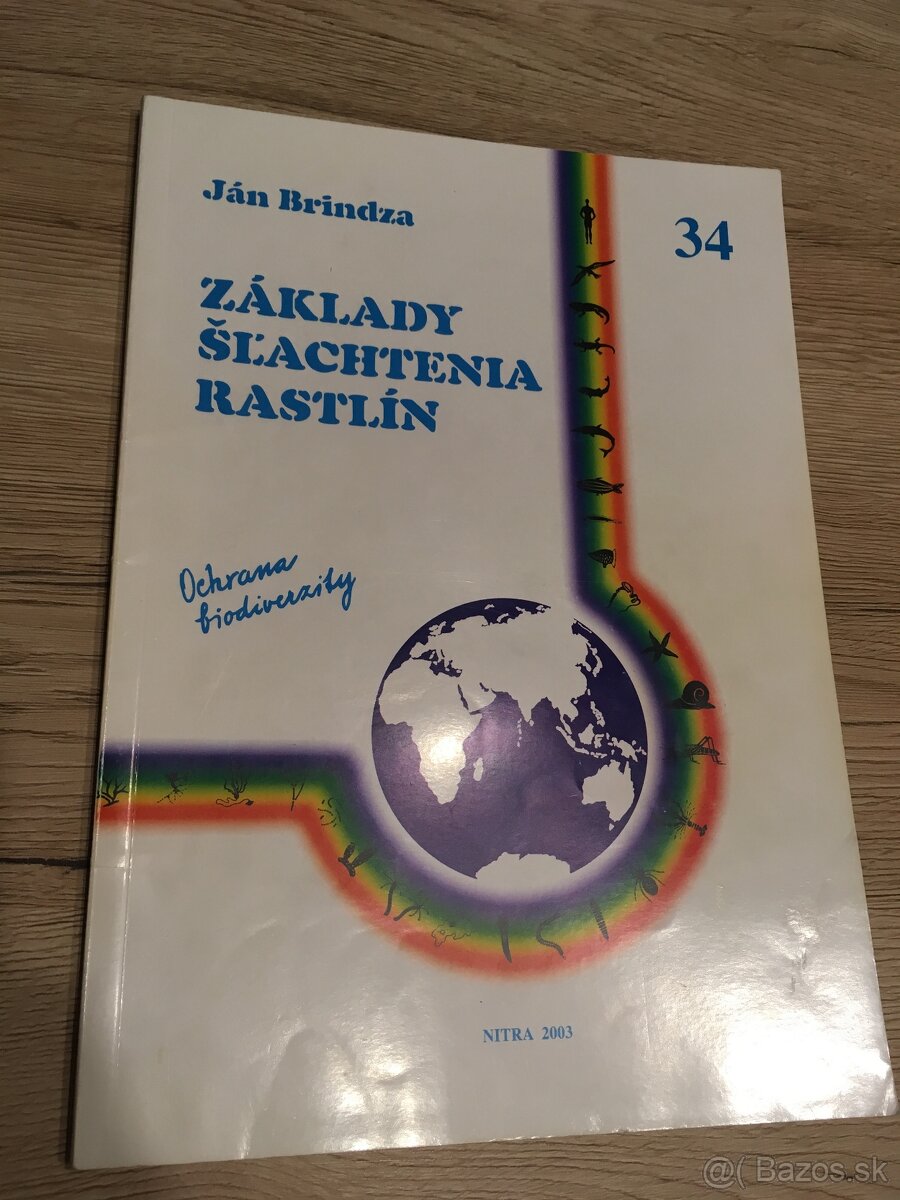 Ján Brindza
34
ZÁKLADY
ŠĽACHTENIA
RASTLÍN
Ochrana
biodiverzity
NITRA 2003
@( Bazos.sk